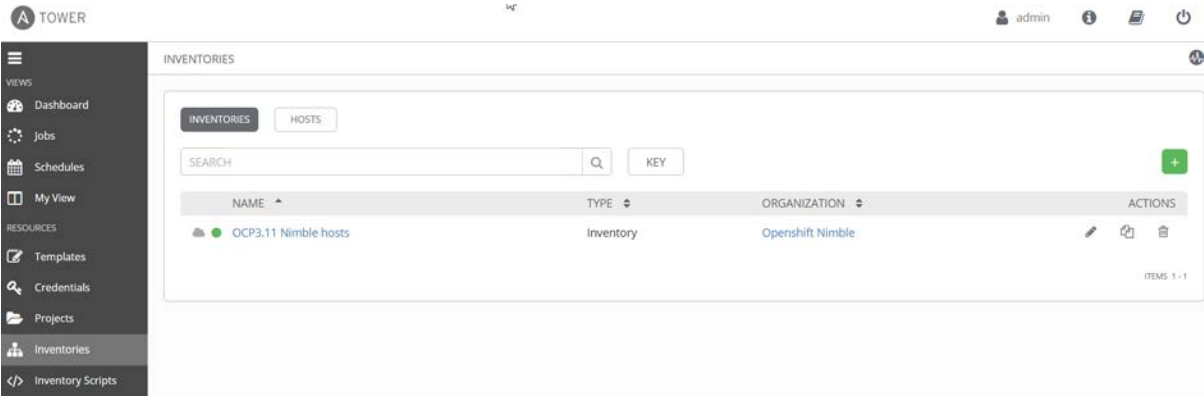 A TOWER
admin
INVENTORIES
VIEWS
Dashboard
INVENTORIES HOSTS
Jobs
SEARCH KEY +
Schedules
My View
NAME TYPE ORGANIZATION ACTIONS
RESOURCES
OCP3.11 Nimble hosts Inventory Openshift Nimble
Templates
ITEMS 1 - 1
Credentials
Projects
Inventories
Inventory Scripts